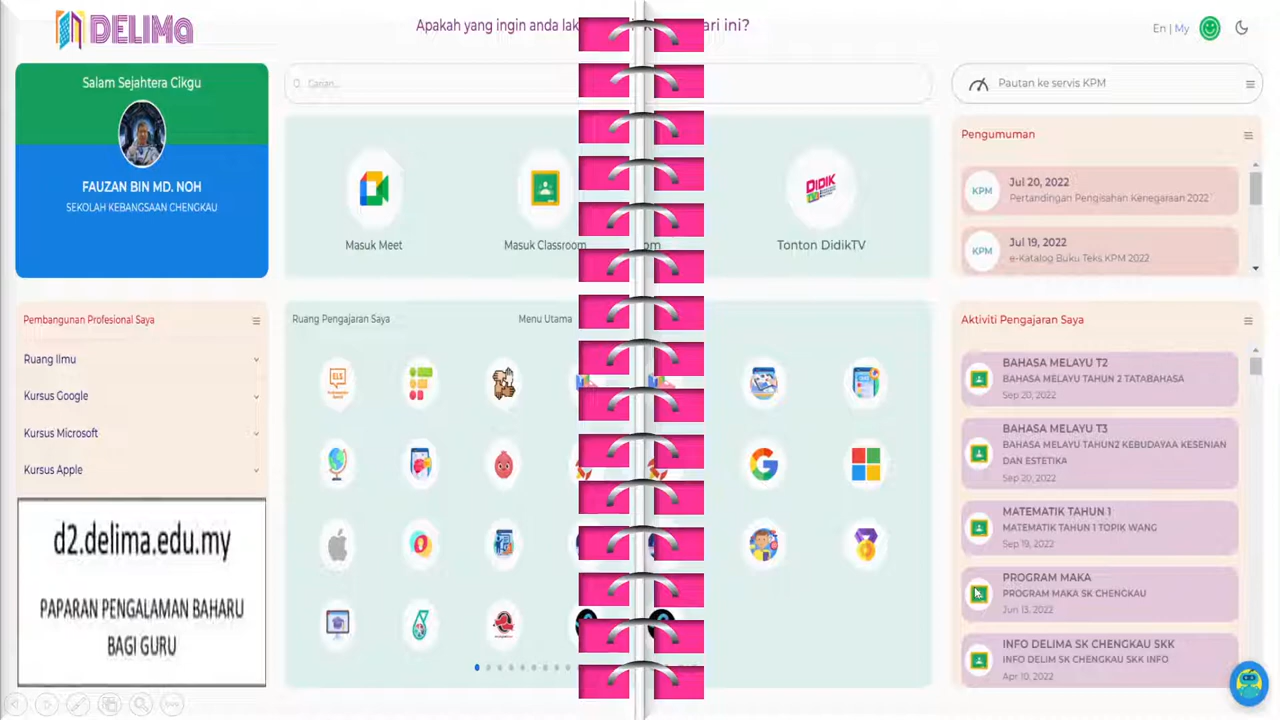 DELIMa
Apakah yang ingin anda lak
ari ini?
En | My
Salam Sejahtera Cikgu
FAUZAN BIN MD. NOH
SEKOLAH KEBANGSAAN CHENGKAU
Carian...
Pautan ke servis KPM
Masuk Meet
Masuk Classroom
om
DIDIK
Tonton DidikTV
Pengumuman
KPM
Jul 20, 2022
Pertandingan Pengisahan Kenegaraan 2022
KPM
Jul 19, 2022
e-Katalog Buku Teks KPM 2022
Pembangunan Profesional Saya
Ruang Ilmu
Kursus Google
Kursus Microsoft
Kursus Apple
d2.delima.edu.my
PAPARAN PENGALAMAN BAHARU
BAGI GURU
Ruang Pengajaran Saya
Menu Utama
Aktiviti Pengajaran Saya
BAHASA MELAYU T2
BAHASA MELAYU TAHUN 2 TATABAHASA
Sep 20, 2022
BAHASA MELAYU T3
BAHASA MELAYU TAHUN2 KEBUDAYAA KESENIAN
DAN ESTETIKA
Sep 20, 2022
MATEMATIK TAHUN 1
MATEMATIK TAHUN 1 TOPIK WANG
Sep 19, 2022
PROGRAM MAKA
PROGRAM MAKA SK CHENGKAU
Jun 13, 2022
INFO DELIMA SK CHENGKAU SKK
INFO DELIM SK CHENGKAU SKK INFO
Apr 10, 2022